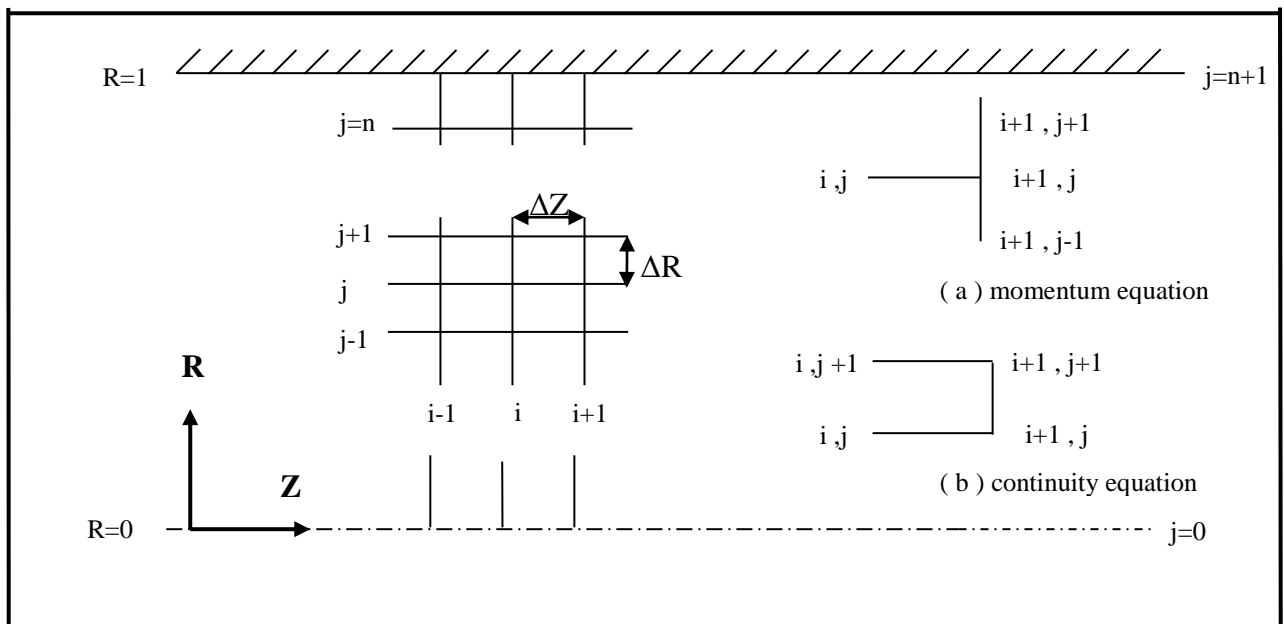 R=1
j=n+1
j=n
i+1 , j+1
i ,j
i+1 , j
i+1 , j-1
( a ) momentum equation
ΔZ
j+1
ΔR
j
j-1
R
i-1
i
i+1
i ,j +1
i+1 , j+1
i ,j
i+1 , j
( b ) continuity equation
Z
R=0
j=0